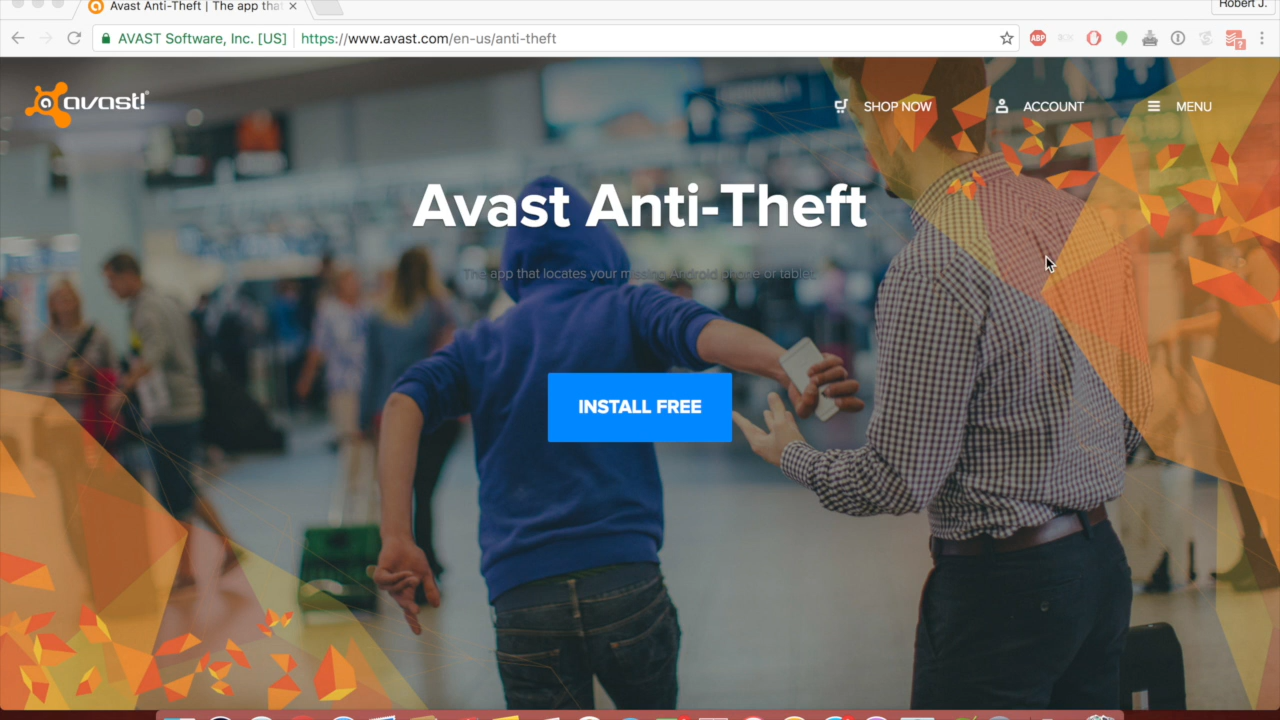 Robert J.
Avast Anti-Theft | The app that
AVAST Software, Inc. [US]
https://www.avast.com/en-us/anti-theft
ABP
avast!
SHOP NOW
ACCOUNT
MENU
Avast Anti-Theft
The app that locates your missing Android phone or tablet
INSTALL FREE